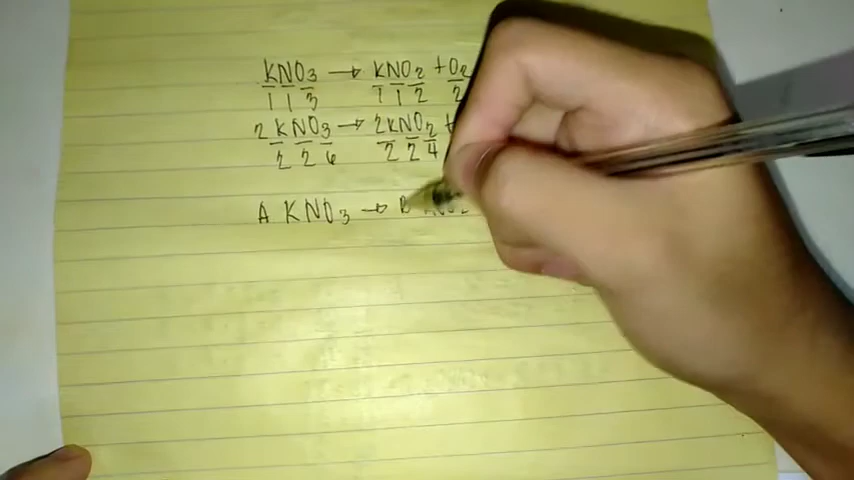 KNO₃ → KNO₂ + O₂
1 1 3 1 1 2 2
2KNO₃ → 2KNO₂ +
2 2 6 2 2 4
A KNO₃ → B KNO₂